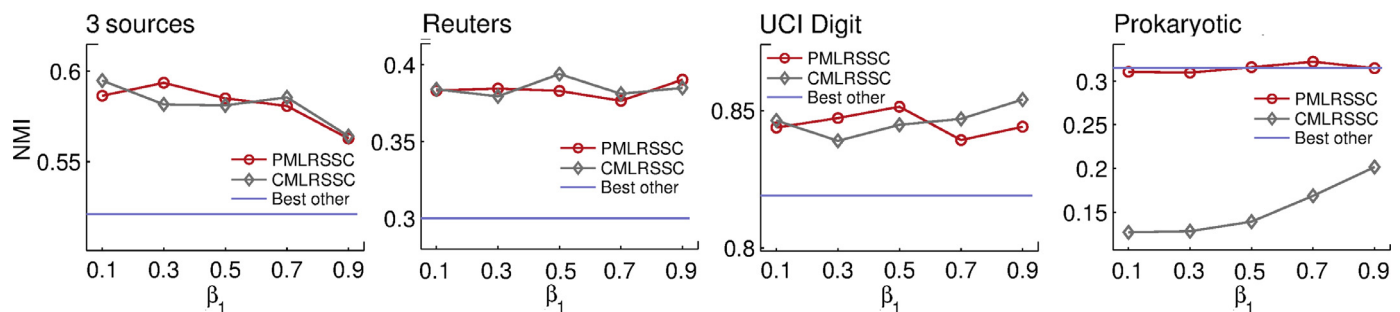 3 sources
NMI
0.6
0.55
PMLRSSC
CMLRSSC
Best other
0.1 0.3 0.5 0.7 0.9
β1
Reuters
0.4
0.35
0.3
PMLRSSC
CMLRSSC
Best other
0.1 0.3 0.5 0.7 0.9
β1
UCI Digit
PMLRSSC
CMLRSSC
Best other
0.85
0.8
0.1 0.3 0.5 0.7 0.9
β1
Prokaryotic
0.3
0.25
0.2
0.15
PMLRSSC
CMLRSSC
Best other
0.1 0.3 0.5 0.7 0.9
β1